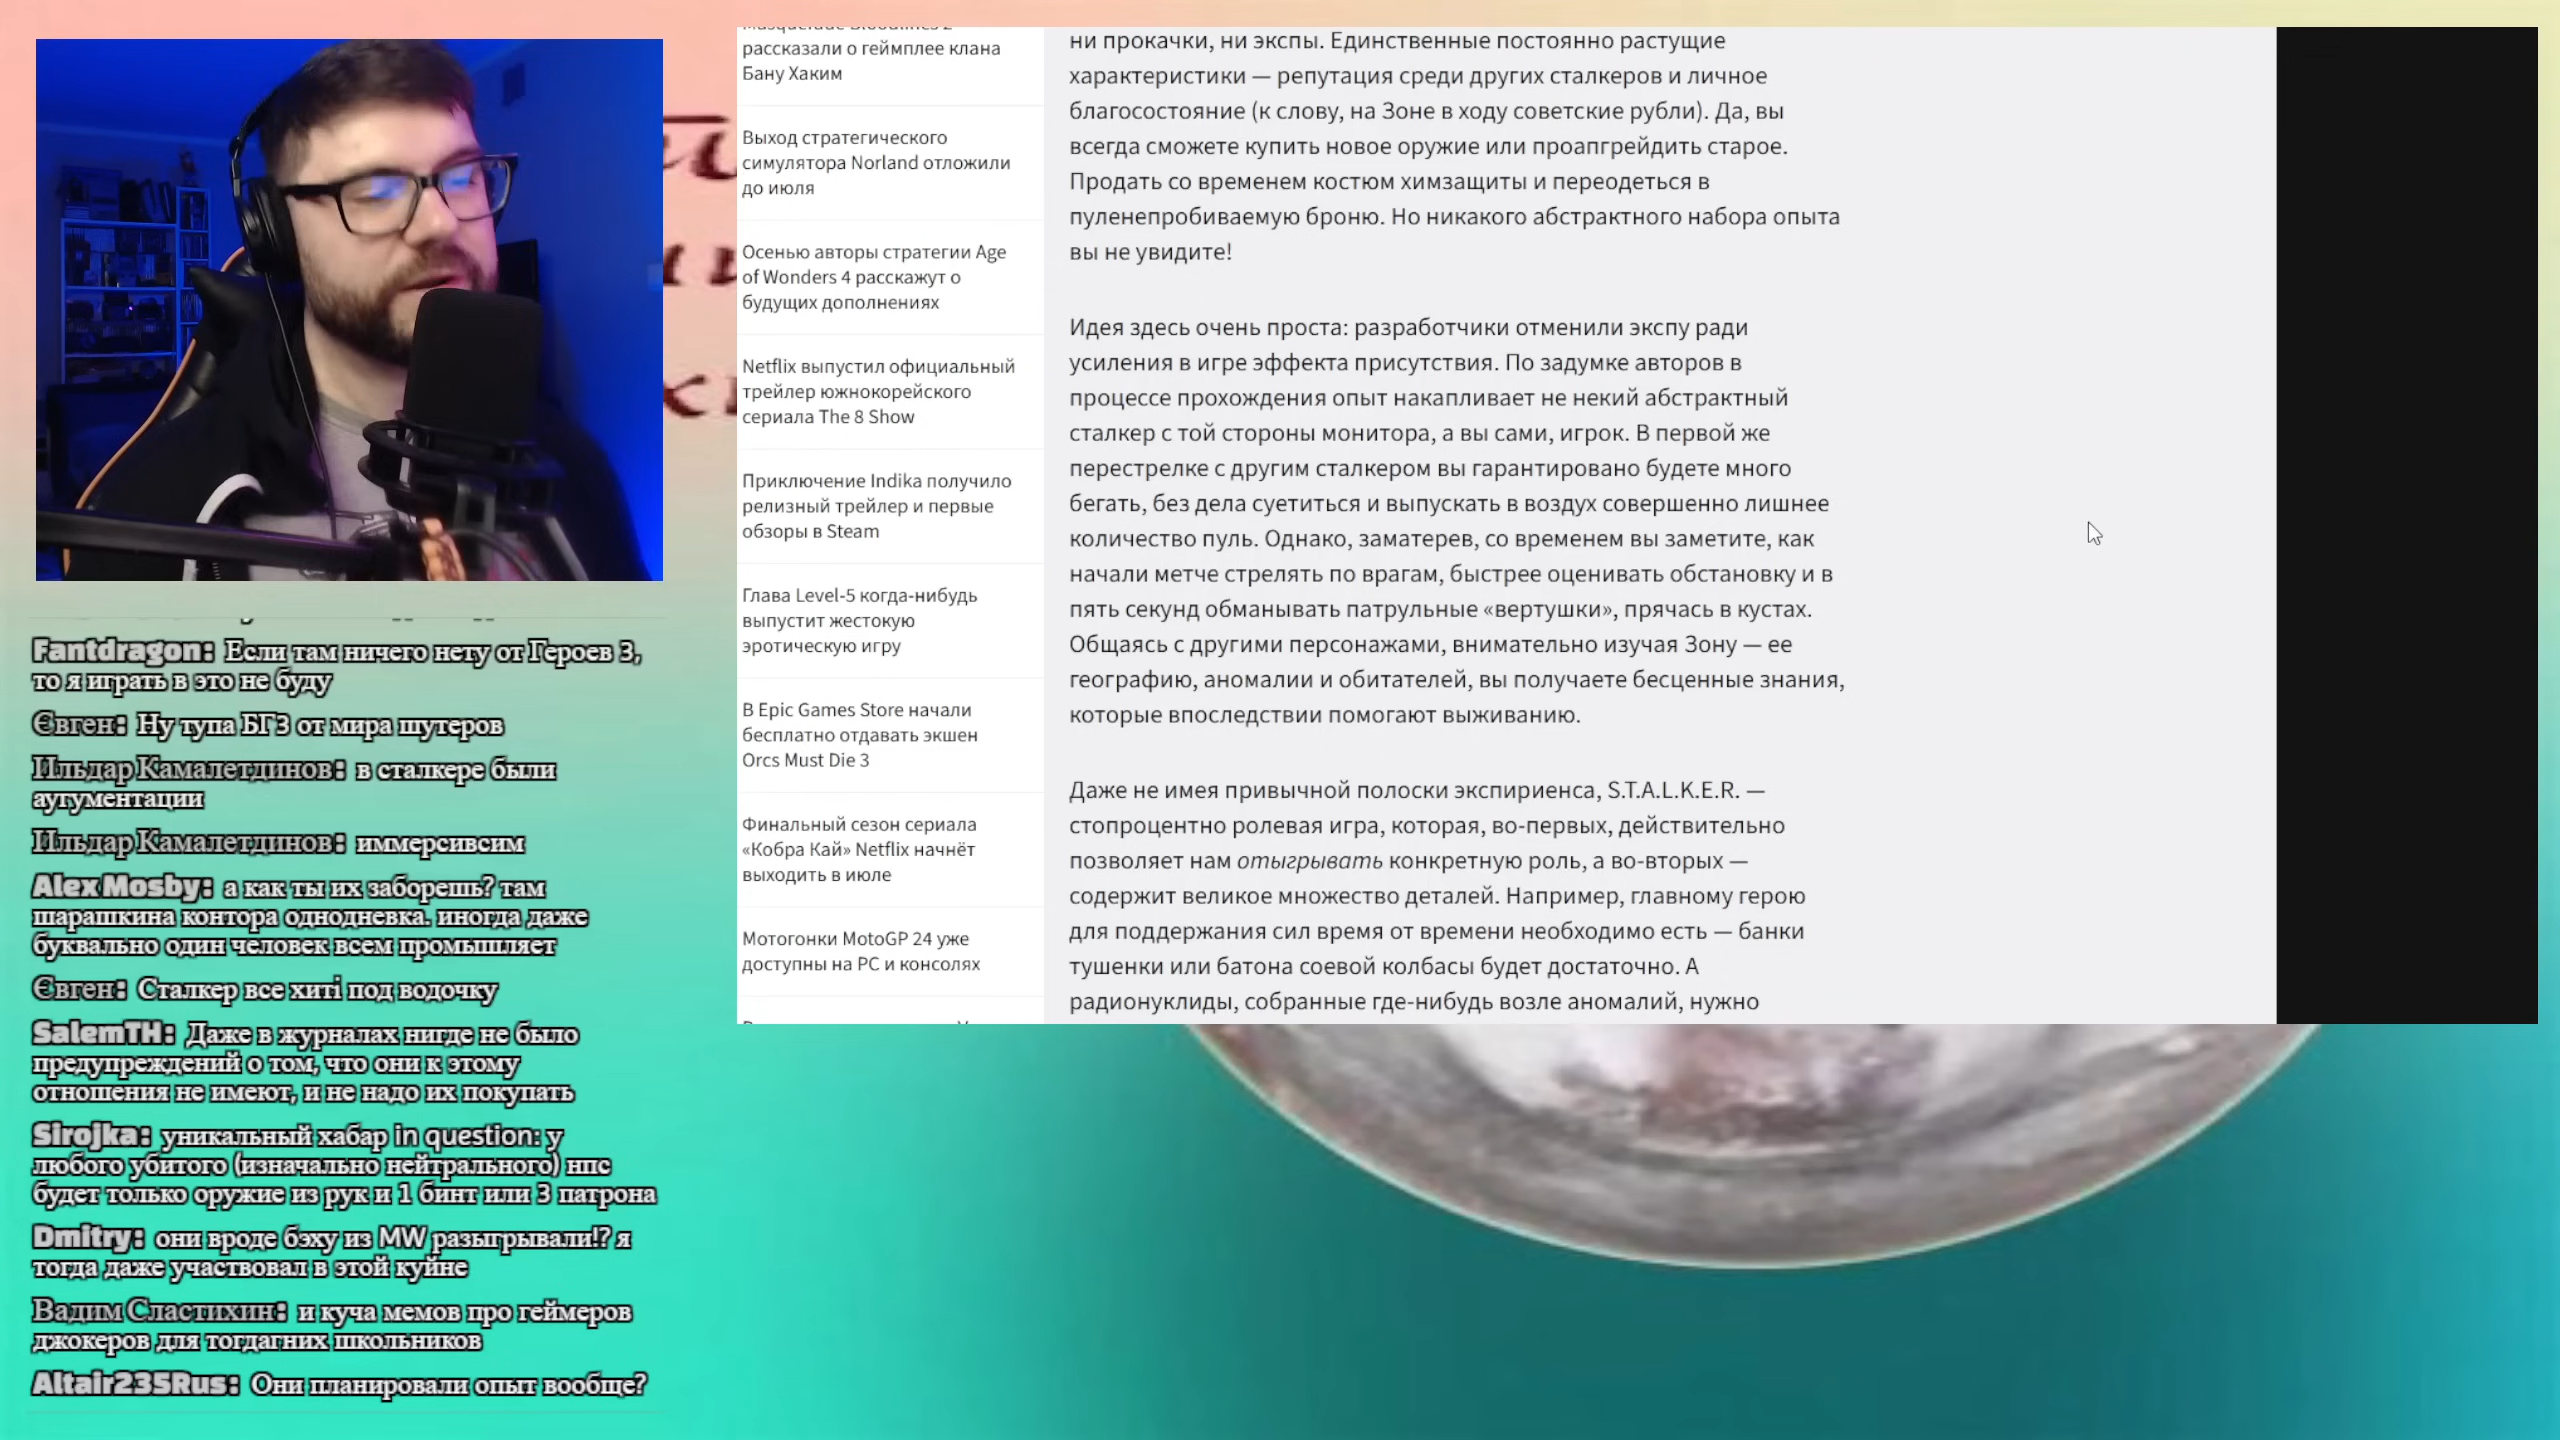 рассказали о геймплее клана
Бану Хаким
Выход стратегического
симулятора Norland отложили
до июля
Осенью авторы стратегии Age
of Wonders 4 расскажут о
будущих дополнениях
Netflix выпустил официальный
трейлер южнокорейского
сериала The 8 Show
Приключение Indika получило
релизный трейлер и первые
обзоры в Steam
Глава Level-5 когда-нибудь
выпустит жестокую
эротическую игру
В Epic Games Store начали
бесплатно отдавать экшен
Orcs Must Die 3
Финальный сезон сериала
«Кобра Кай» Netflix начнёт
выходить в июле
Мотогонки MotoGP 24 уже
доступны на PC и консолях
ни прокачки, ни экспы. Единственные постоянно растущие
характеристики — репутация среди других сталкеров и личное
благосостояние (к слову, на Зоне в ходу советские рубли). Да, вы
всегда сможете купить новое оружие или проапгрейдить старое.
Продать со временем костюм химзащиты и переодеться в
пуленепробиваемую броню. Но никакого абстрактного набора опыта
вы не увидите!
Идея здесь очень проста: разработчики отменили экспу ради
усиления в игре эффекта присутствия. По задумке авторов в
процессе прохождения опыт накапливает не некий абстрактный
сталкер с той стороны монитора, а вы сами, игрок. В первой же
перестрелке с другим сталкером вы гарантировано будете много
бегать, без дела суетиться и выпускать в воздух совершенно лишнее
количество пуль. Однако, заматерев, со временем вы заметите, как
начали метче стрелять по врагам, быстрее оценивать обстановку и в
пять секунд обманывать патрульные «вертушки», прячась в кустах.
Общаясь с другими персонажами, внимательно изучая Зону — ее
географию, аномалии и обитателей, вы получаете бесценные знания,
которые впоследствии помогают выживанию.
Даже не имея привычной полоски экспириенса, S.T.A.L.K.E.R. —
стопроцентно ролевая игра, которая, во-первых, действительно
позволяет нам отыгрывать конкретную роль, а во-вторых —
содержит великое множество деталей. Например, главному герою
для поддержания сил время от времени необходимо есть — банки
тушенки или батона соевой колбасы будет достаточно. А
радионуклиды, собранные где-нибудь возле аномалий, нужно
Fantdragon: Если там ничего нету от Героев 3,
то я играть в это не буду
Євген: Ну тупа БГ3 от мира шутеров
Ильдар Камалетдинов: в сталкере были
аугументации
Ильдар Камалетдинов: иммерсивсим
Alex Mosby: а как ты их заборешь? там
шарашкина контора однодневка. иногда даже
буквально один человек всем промышляет
Євген: Сталкер все хиті под водочку
SalemTH: Даже в журналах нигде не было
предупреждений о том, что они к этому
отношения не имеют, и не надо их покупать
Sirojka: уникальный хабар in question: у
любого убитого (изначально нейтрального) нпс
будет только оружие из рук и 1 бинт или 3 патрона
Dmitry: они вроде бэху из MW разыгрывали!? я
тогда даже участвовал в этой куйне
Вадим Сластихин: и куча мемов про геймеров
джокеров для тогдагних школьников
Altair235Rus: Они планировали опыт вообще?